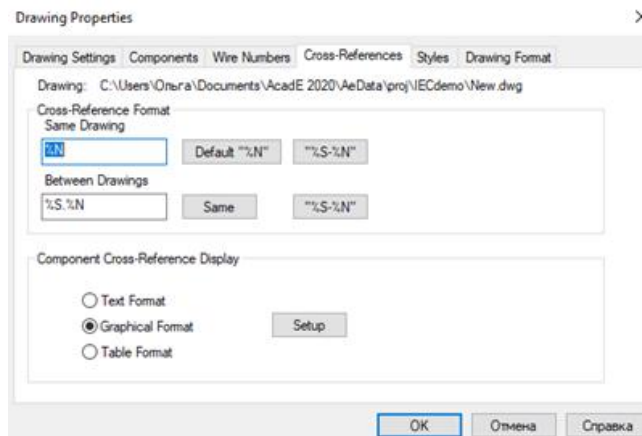 Drawing Properties
Drawing Settings Components Wire Numbers Cross-References Styles Drawing Format
Drawing: C:\Users\Ольга\Documents\AcadE 2020\AeData\proj\IECdemo\New.dwg
Cross-Reference Format
Same Drawing
%N Default "%N" "%S-%N"
Between Drawings
%S.%N Same "%S-%N"
Component Cross-Reference Display
Text Format
Graphical Format Setup
Table Format
OK Отмена Справка